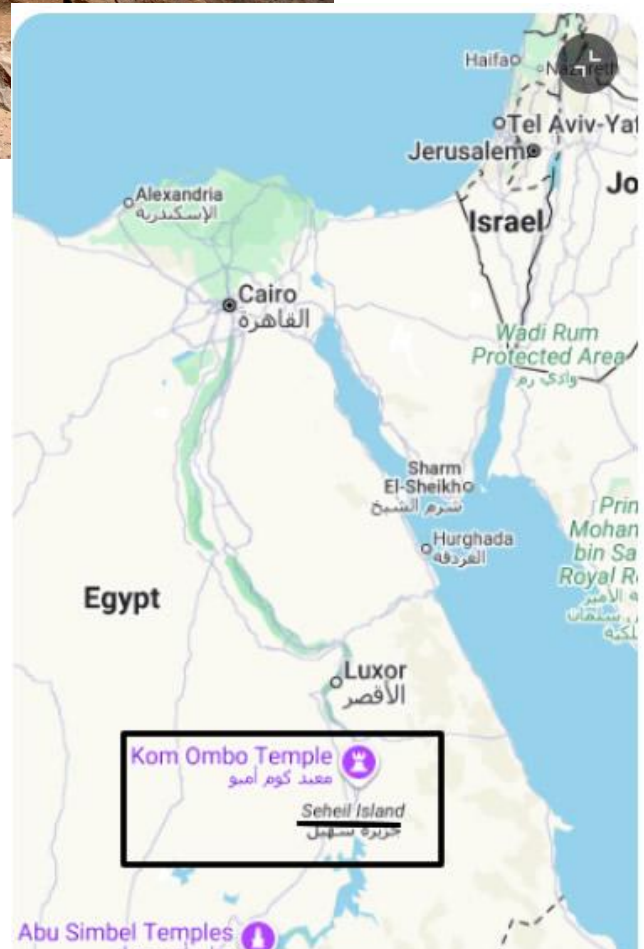 Haifa
Tel Aviv-Yaf
Jerusalem
Jo
Israel
Alexandria
الإسكندرية
Cairo
القاهرة
Wadi Rum
Protected Area
وادي رم
Sharm
El-Sheikh
شرم الشيخ
Hurghada
الغردقة
Prin
Mohan
bin Sa
Royal R
Egypt
Luxor
الأقصر
Kom Ombo Temple
معبد كوم أمبو
Seheil Island
جزيرة سهيل
Abu Simbel Temples